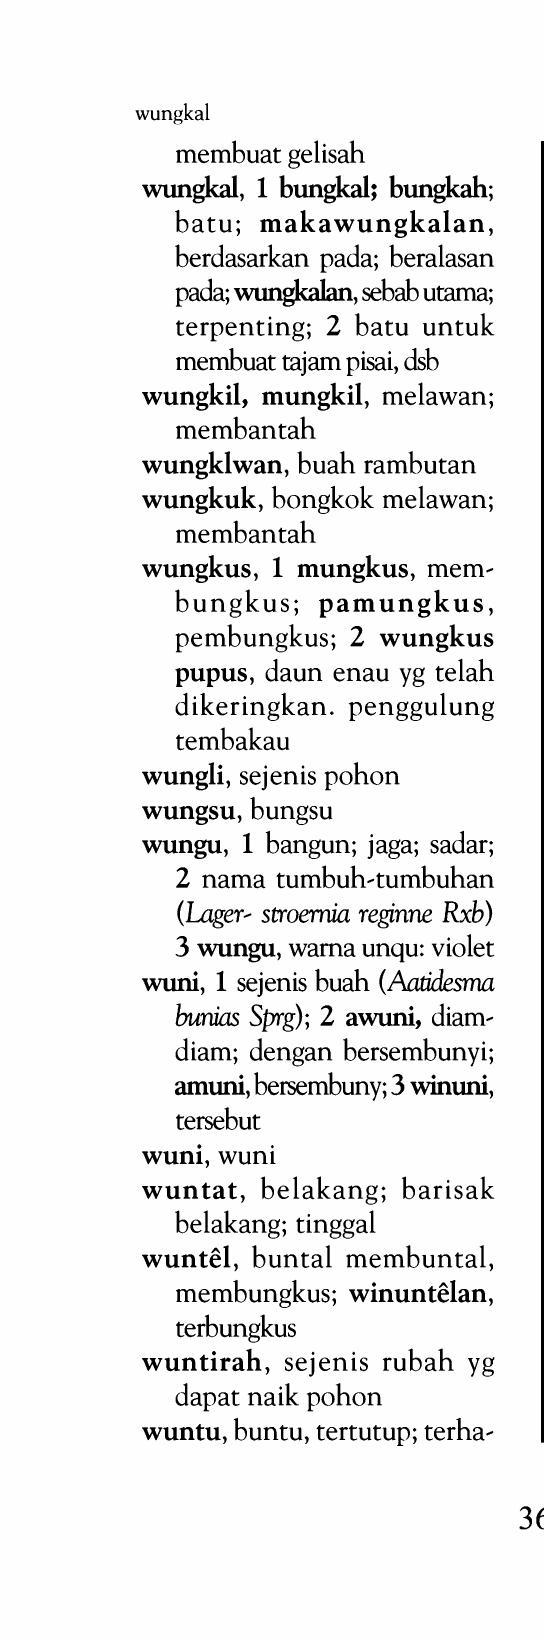 wungkal
membuat gelisah
wungkal, 1 bungkal; bungkah;
batu; makawungkalan,
berdasarkan pada; beralasan
pada; wungkalan, sebab utama;
terpenting; 2 batu untuk
membuat tajam pisai, dsb
wungkil, mungkil, melawan;
membantah
wungklwan, buah rambutan
wungkuk, bongkok melawan;
membantah
wungkus, 1 mungkus, mem-
bungkus; pamungkus,
pembungkus; 2 wungkus
pupus, daun enau yg telah
dikeringkan. penggulung
tembakau
wungli, sejenis pohon
wungsu, bungsu
wungu, 1 bangun; jaga; sadar;
2 nama tumbuh-tumbuhan
(Lager- stroemia reginne Rxb)
3 wungu, warna unqu: violet
wuni, 1 sejenis buah (Aatidesma
bunias Sprg); 2 awuni, diam-
diam; dengan bersembunyi;
amuni, bersembuny; 3 winuni,
tersebut
wuni, wuni
wuntat, belakang; barisak
belakang; tinggal
wuntêl, buntal membuntal,
membungkus; winuntêlan,
terbungkus
wuntirah, sejenis rubah yg
dapat naik pohon
wuntu, buntu, tertutup; terha-